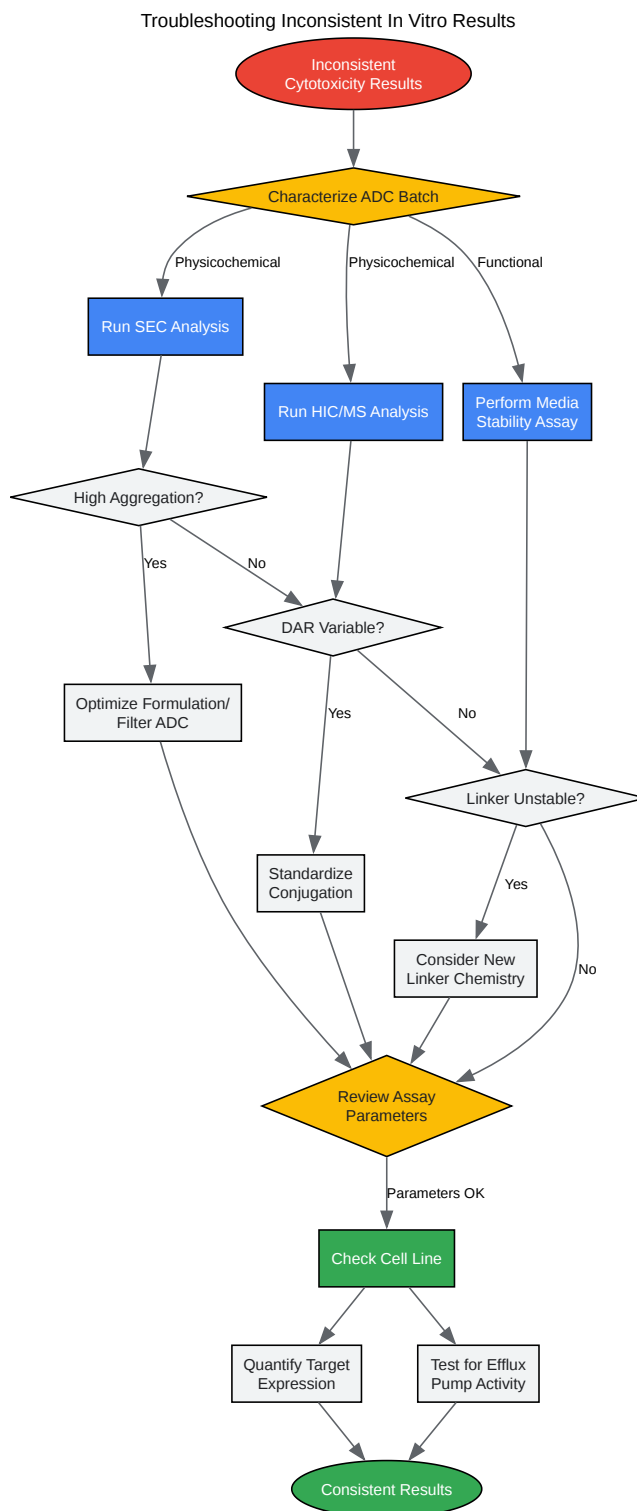 Troubleshooting Inconsistent In Vitro Results
Inconsistent
Cytotoxicity Results
Characterize ADC Batch
Physicochemical
Physicochemical
Functional
Run SEC Analysis
Run HIC/MS Analysis
Perform Media
Stability Assay
High Aggregation?
Yes
No
DAR Variable?
Optimize Formulation/
Filter ADC
Yes
No
Linker Unstable?
Standardize
Conjugation
Yes
Consider New
Linker Chemistry
No
Review Assay
Parameters
Parameters OK
Check Cell Line
Quantify Target
Expression
Test for Efflux
Pump Activity
Consistent Results